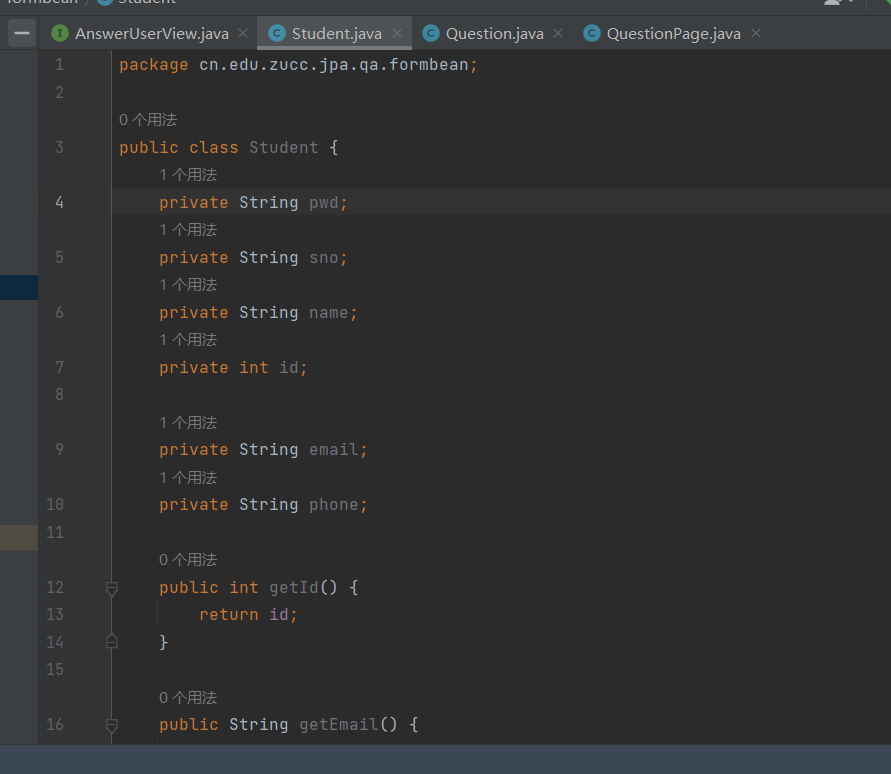 formbean / Student
AnswerUserView.java Student.java Question.java QuestionPage.java
1 package cn.edu.zucc.jpa.qa.formbean;
2
0 个用法
3 public class Student {
1 个用法
4 private String pwd;
1 个用法
5 private String sno;
1 个用法
6 private String name;
1 个用法
7 private int id;
8
1 个用法
9 private String email;
1 个用法
10 private String phone;
11
0 个用法
12 public int getId() {
13 return id;
14 }
15
0 个用法
16 public String getEmail() {